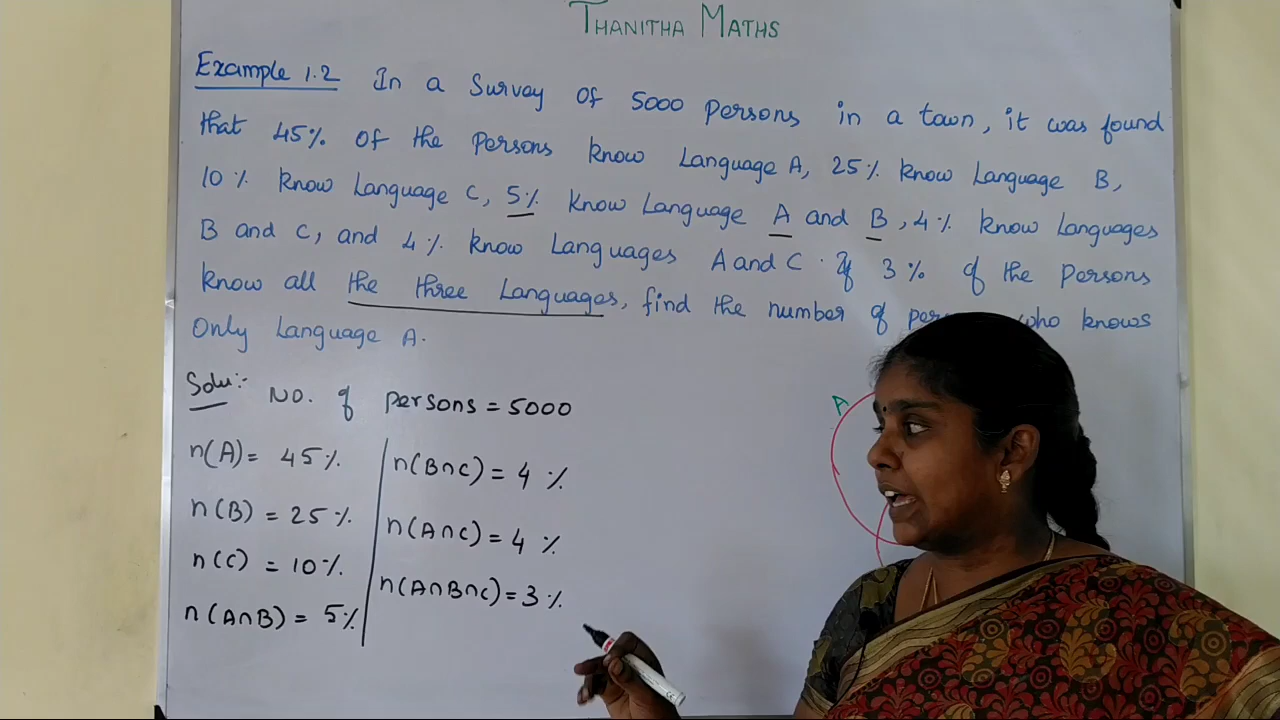 THANITHA MATHS
Example 1.2 In a Survey of 5000 persons in a town, it was found
that 45% of the persons know Language A, 25% know Language B,
10% know Language C, 5% know Language A and B, 4% know Languages
B and C, and 4% know Languages A and C. If 3% of the persons
know all the three Languages, find the number of who knows
Only Language A.
Solu:- No. of persons = 5000
n(A) = 45%
n(B) = 25%
n(C) = 10%
n(A∩B) = 5%
n(B∩C) = 4 %
n(A∩C) = 4 %
n(A∩B∩C) = 3 %
A